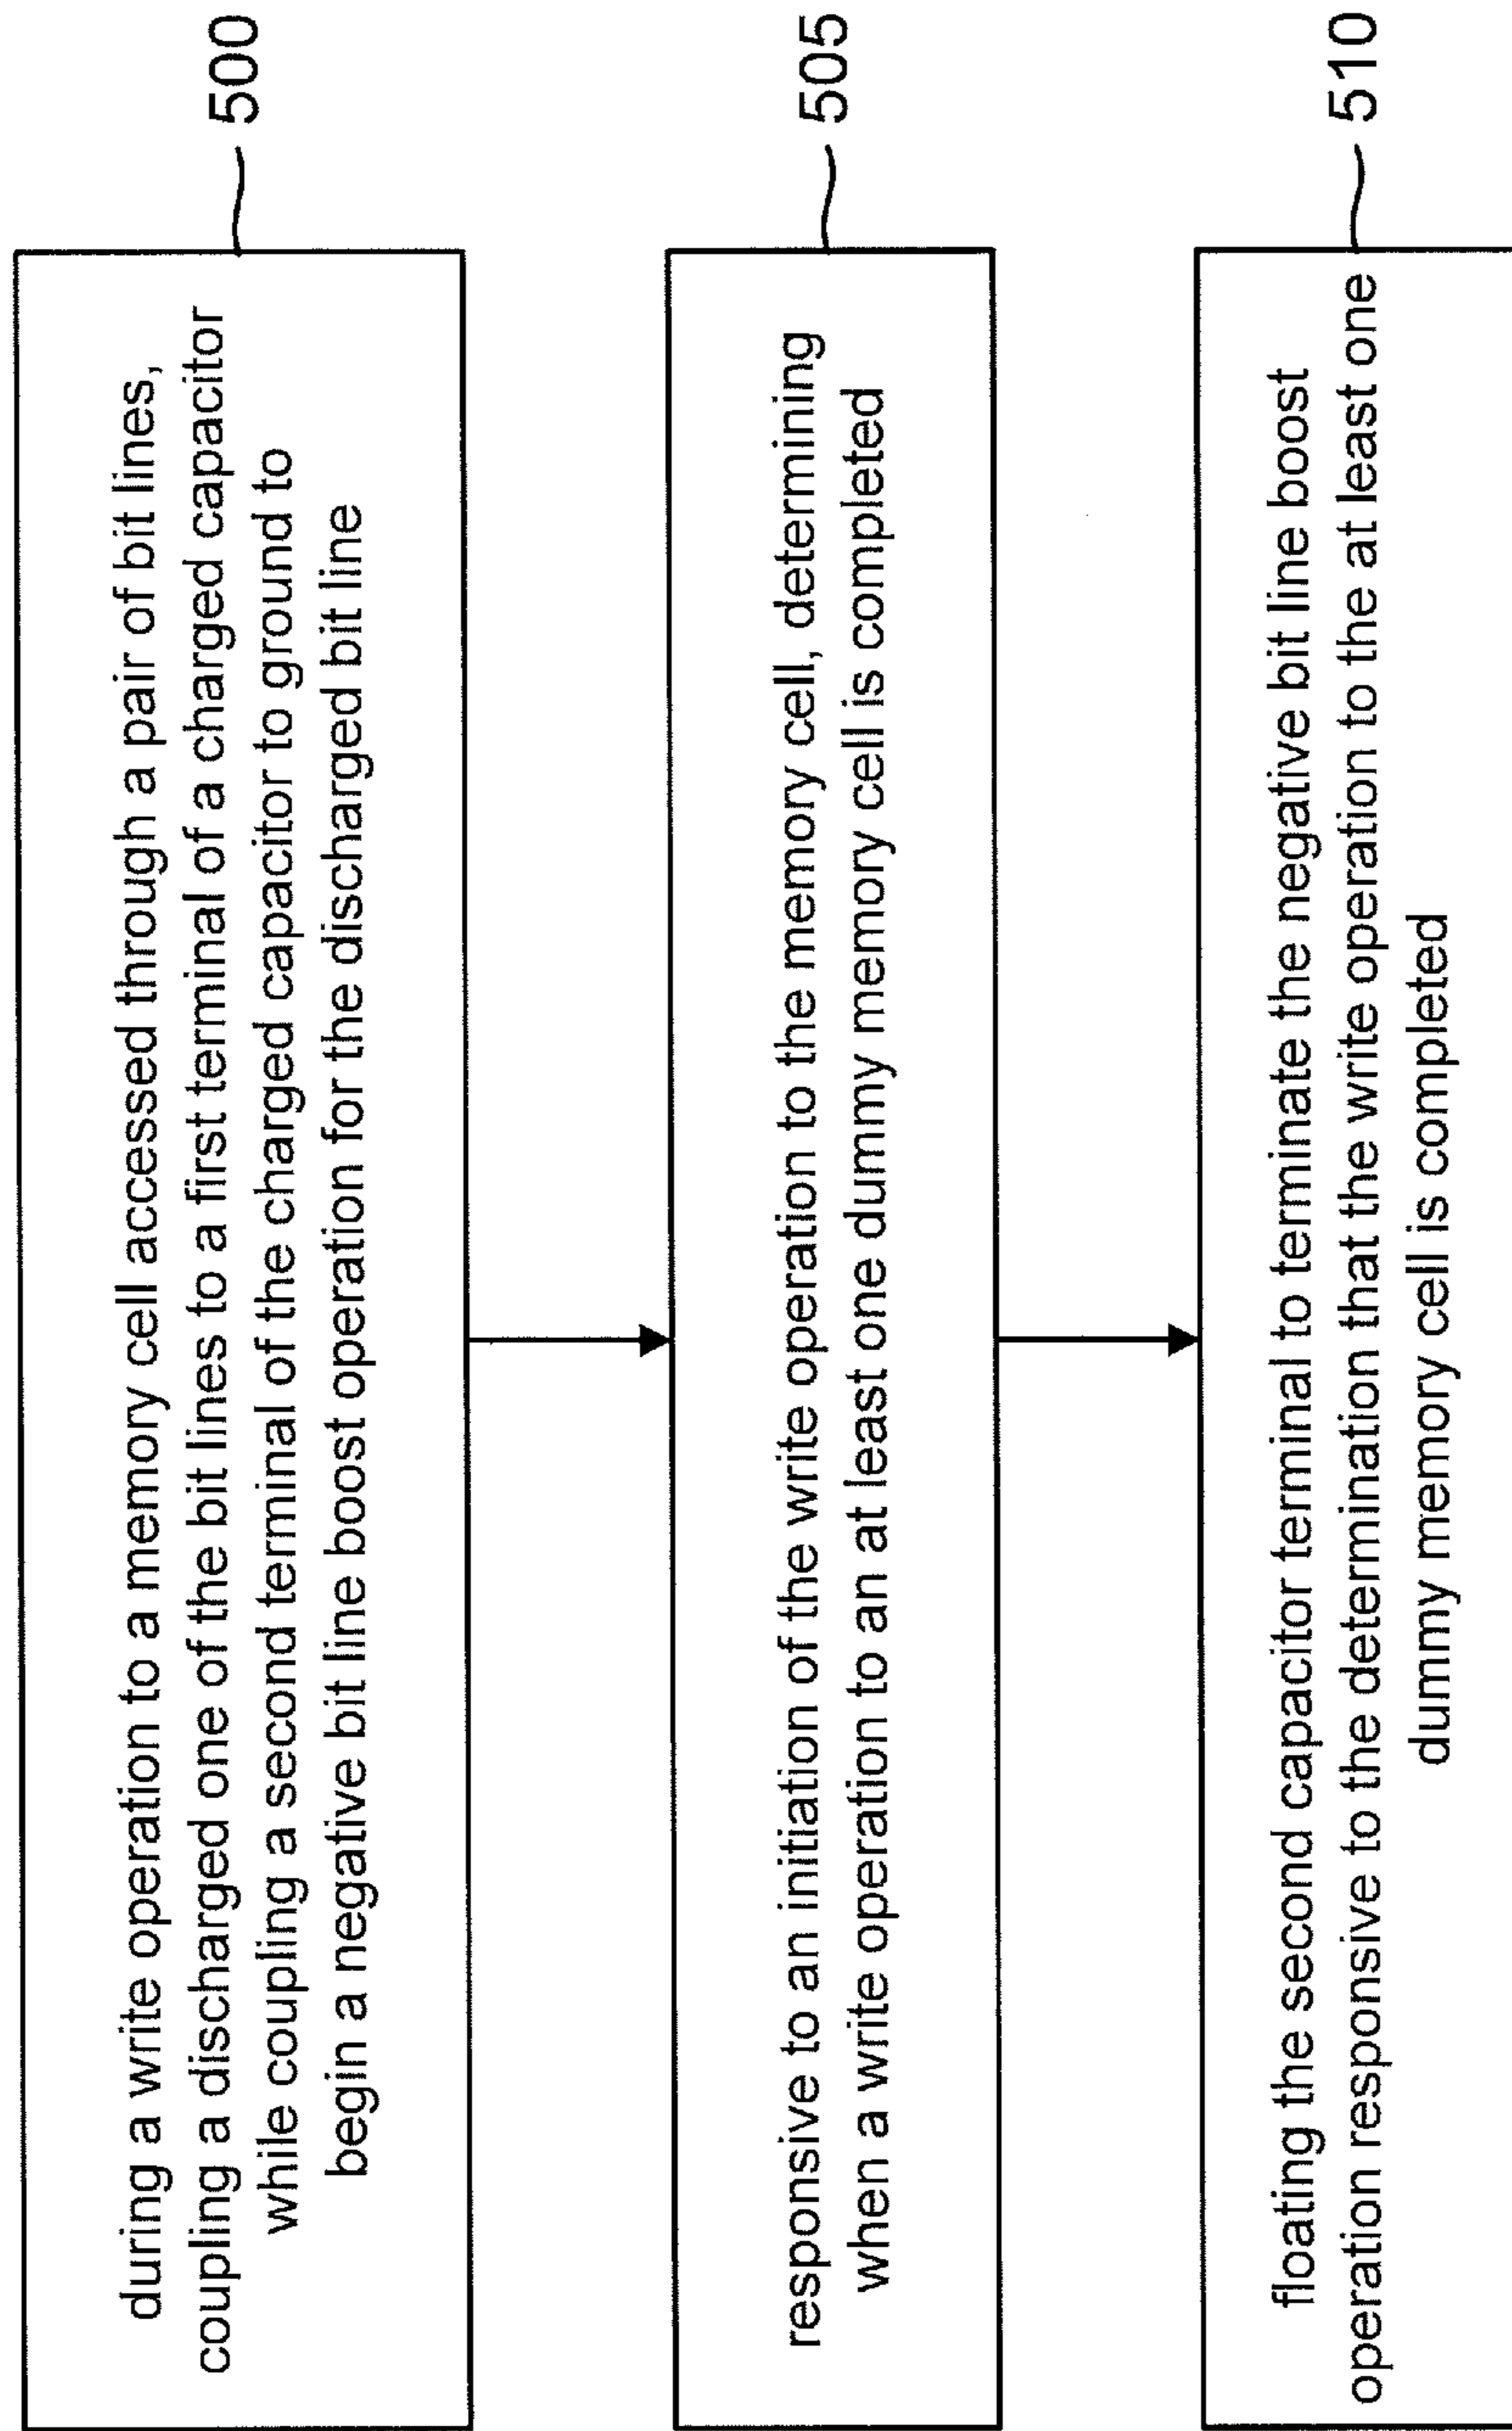 during a write operation to a memory cell accessed through a pair of bit lines,
coupling a discharged one of the bit lines to a first terminal of a charged capacitor
while coupling a second terminal of the charged capacitor to ground to
begin a negative bit line boost operation for the discharged bit line
500
responsive to an initiation of the write operation to the memory cell, determining
when a write operation to an at least one dummy memory cell is completed
505
floating the second capacitor terminal to terminate the negative bit line boost
operation responsive to the determination that the write operation to the at least one
dummy memory cell is completed
510